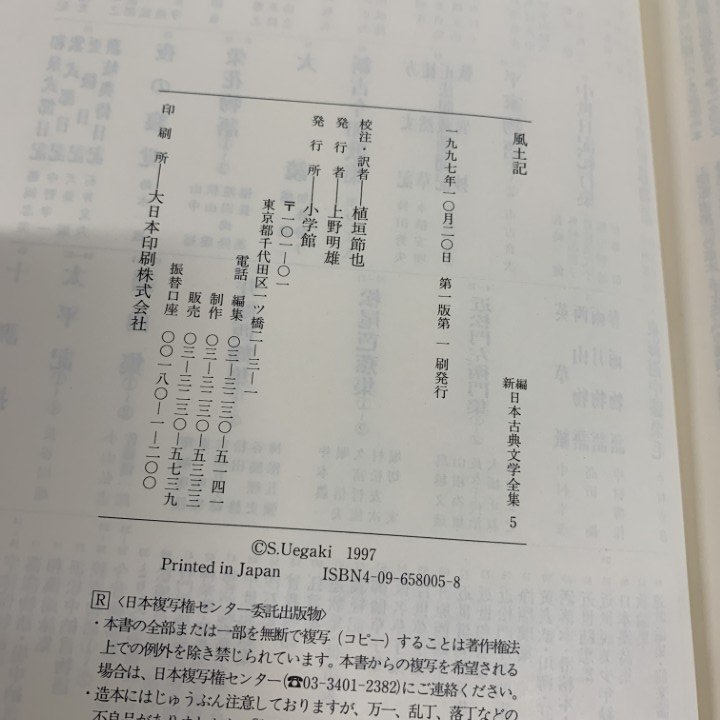 新編日本古典文学全集 5
風土記
一九九七年一〇月二〇日　第一版第一刷発行
校注・訳者──植垣節也
発行者──上野明雄
発行所──小学館
〒一〇一-〇一
東京都千代田区一ツ橋二-三-一
電話　編集　〇三-三二三〇-五一四一
制作　〇三-三二三〇-五三三三
販売　〇三-三二三〇-五七三九
振替口座　〇〇一八〇-一-二〇〇
印刷所──大日本印刷株式会社
©S.Uegaki 1997
Printed in Japan　ISBN4-09-658005-8
R 〈日本複写権センター委託出版物〉
・本書の全部または一部を無断で複写（コピー）することは著作権法
上での例外を除き禁じられています。本書からの複写を希望される
場合は、日本複写権センター(☎03-3401-2382)にご連絡ください。
・造本にはじゅうぶん注意しておりますが、万一、乱丁、落丁などの